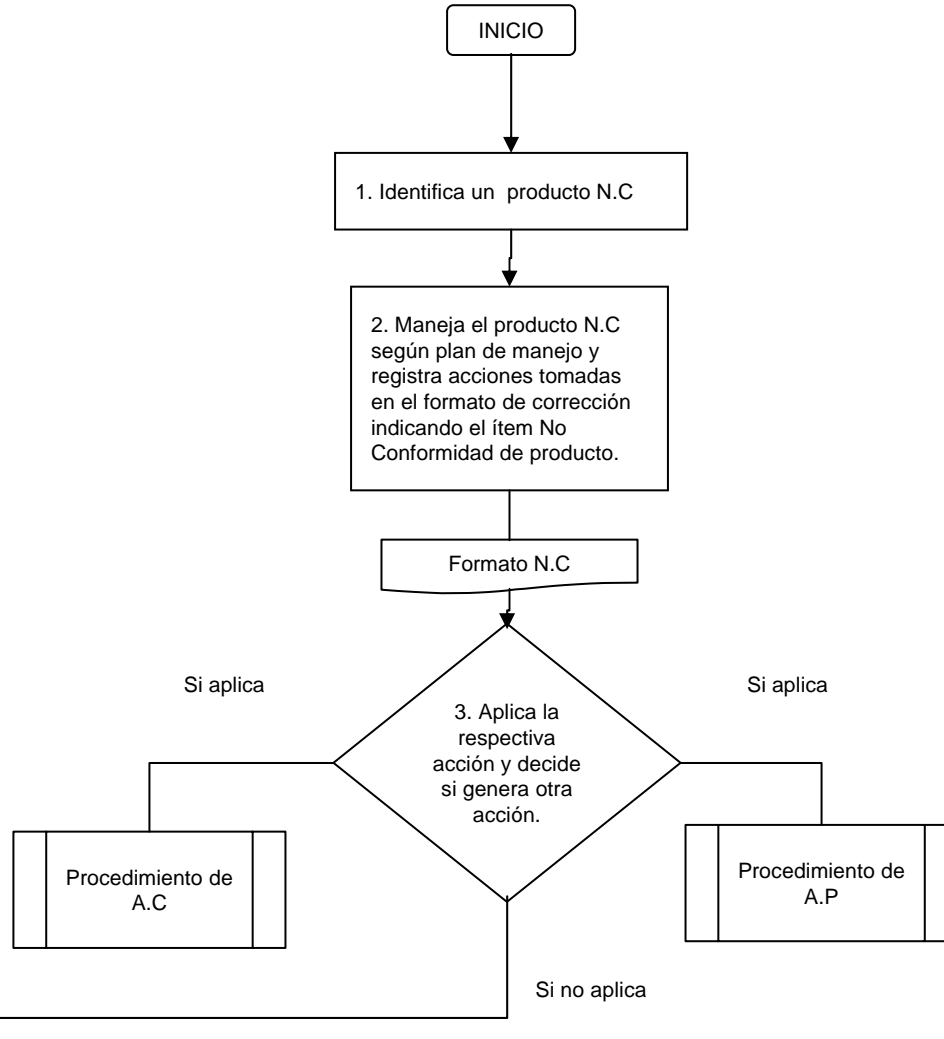 INICIO
1. Identifica un producto N.C
2. Maneja el producto N.C
según plan de manejo y
registra acciones tomadas
en el formato de corrección
indicando el ítem No
Conformidad de producto.
Formato N.C
Si aplica
Si aplica
3. Aplica la
respectiva
acción y decide
si genera otra
acción.
Procedimiento de
A.C
Procedimiento de
A.P
Si no aplica